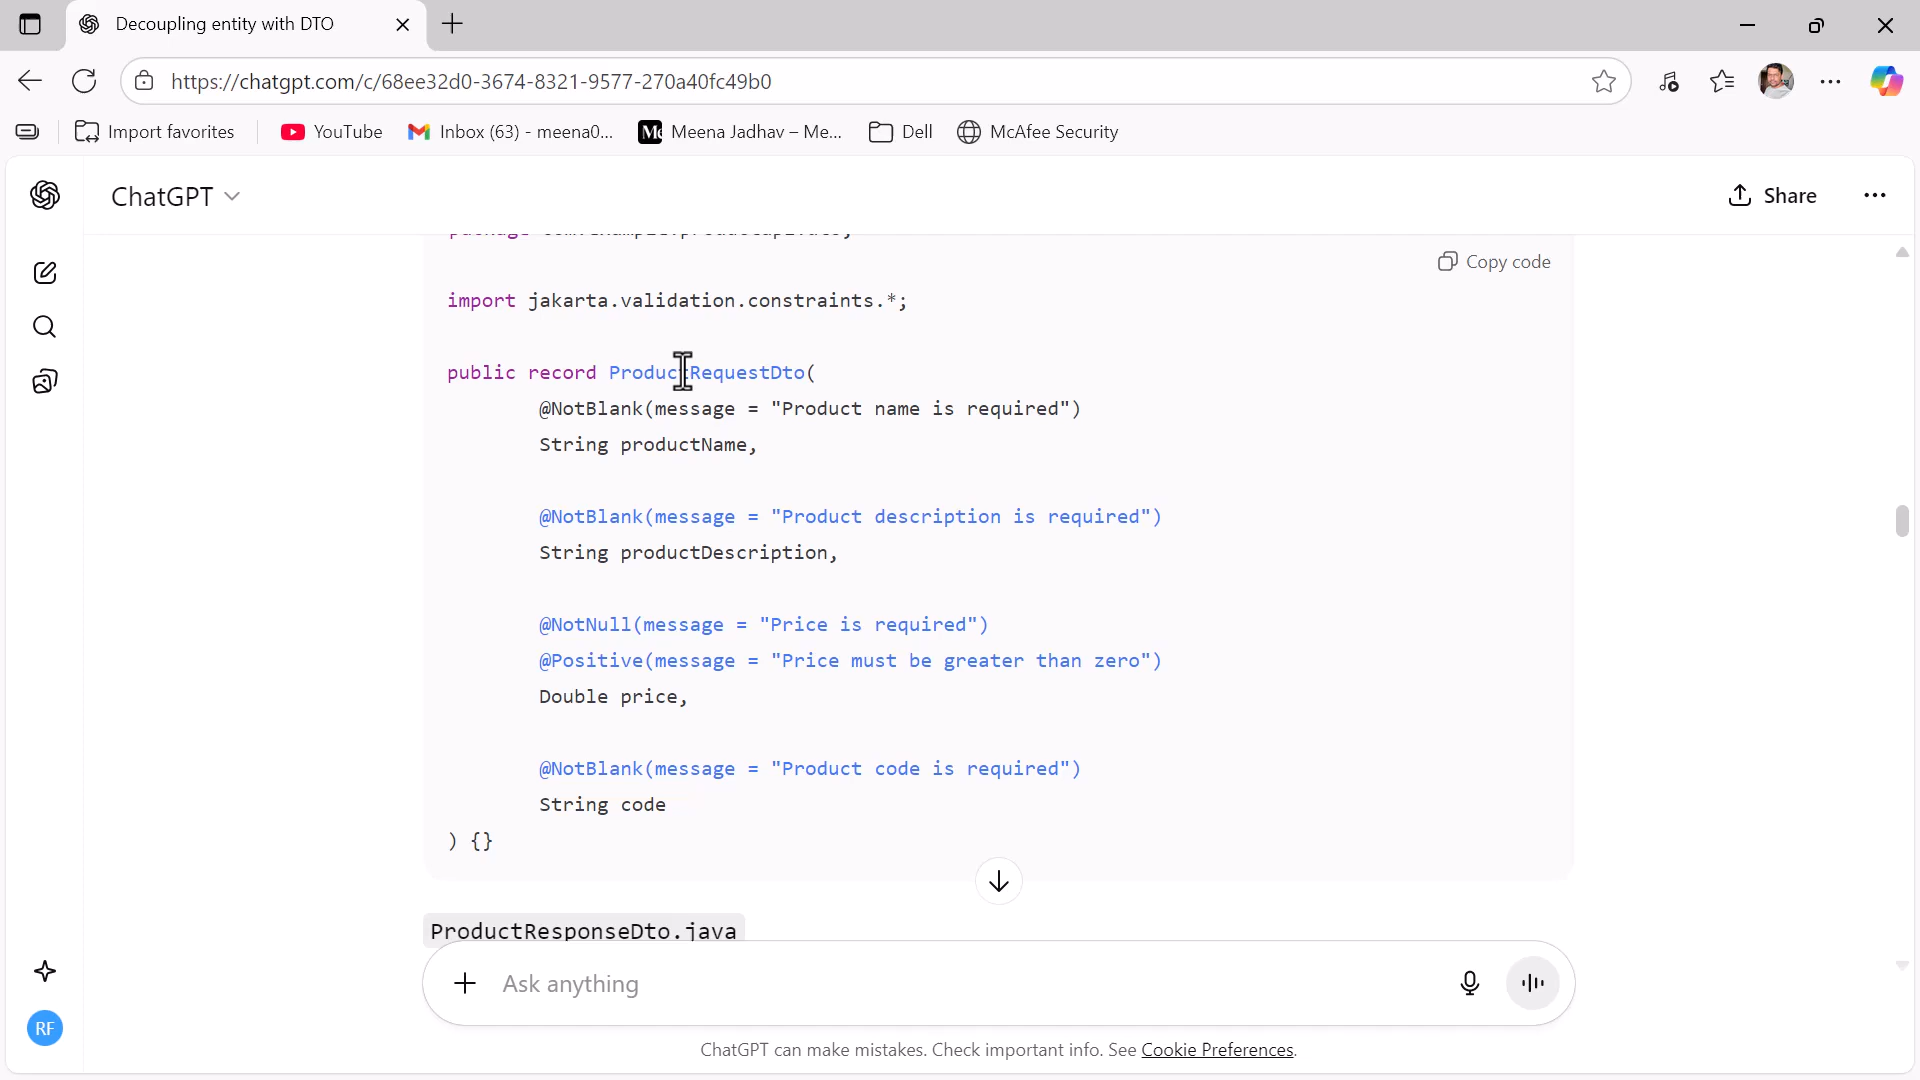 Decoupling entity with DTO
https://chatgpt.com/c/68ee32d0-3674-8321-9577-270a40fc49b0
Import favorites
YouTube
Inbox (63) - meena0...
Me
Meena Jadhav – Me...
Dell
McAfee Security
ChatGPT
Share
Copy code
import jakarta.validation.constraints.*;
public record ProductRequestDto(
@NotBlank(message = "Product name is required")
String productName,
@NotBlank(message = "Product description is required")
String productDescription,
@NotNull(message = "Price is required")
@Positive(message = "Price must be greater than zero")
Double price,
@NotBlank(message = "Product code is required")
String code
) {}
ProductResponseDto.java
Ask anything
RF
ChatGPT can make mistakes. Check important info. See Cookie Preferences.